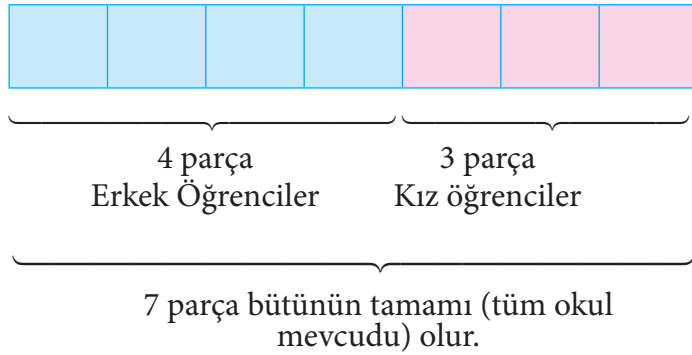 4 parça
Erkek Öğrenciler
3 parça
Kız öğrenciler
7 parça bütünün tamamı (tüm okul
mevcudu) olur.